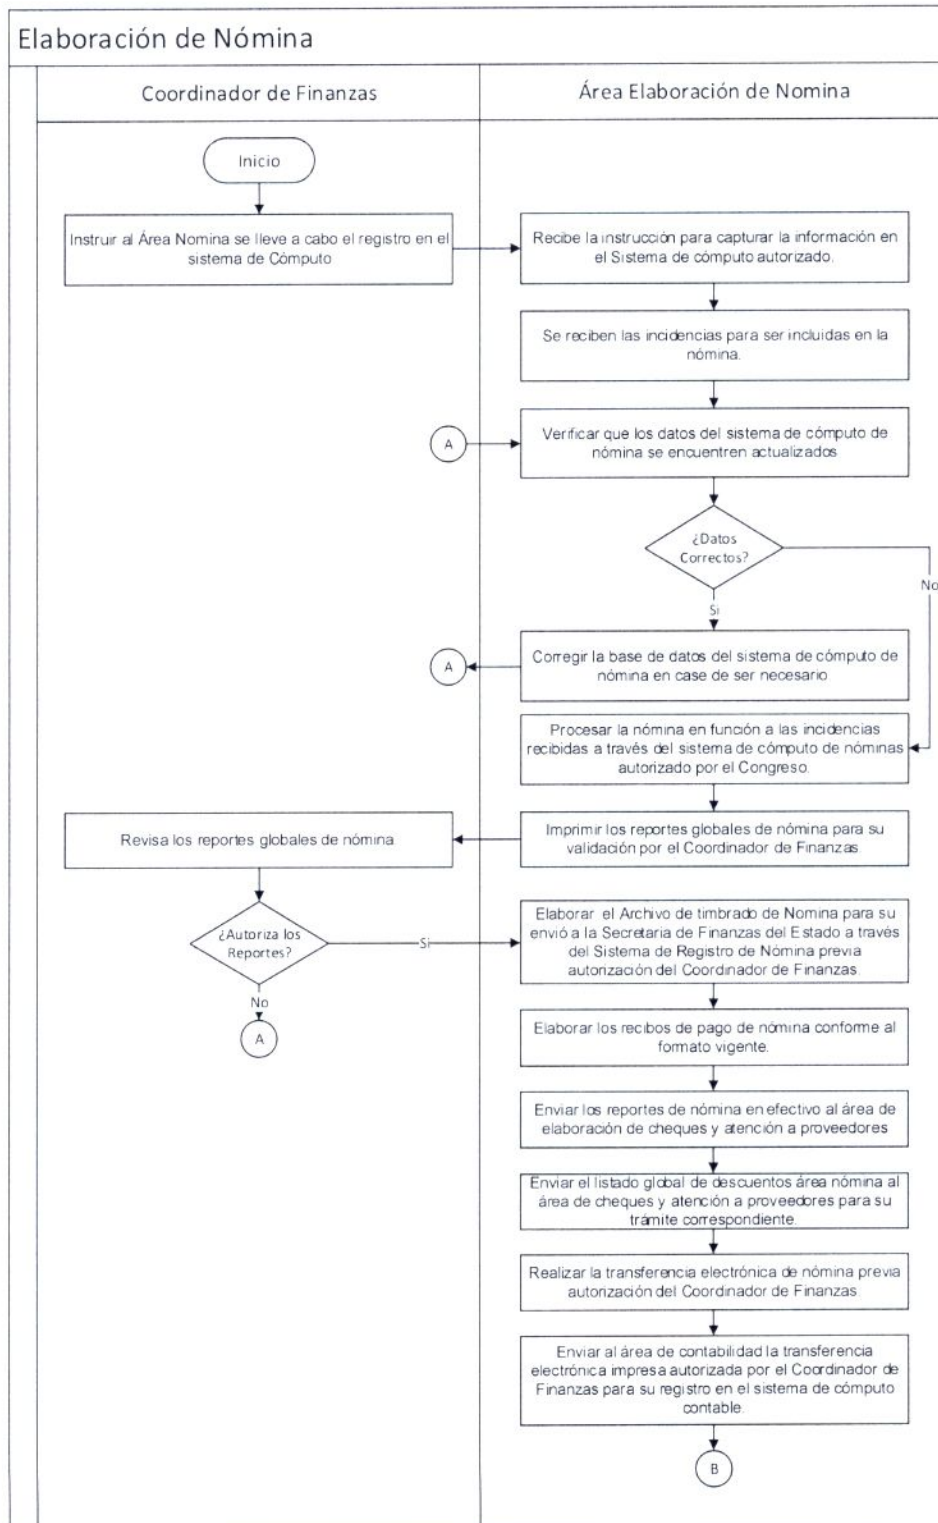 Elaboración de Nómina
Coordinador de Finanzas
Área Elaboración de Nomina
Inicio
Instruir al Área Nomina se lleve a cabo el registro en el
sistema de Cómputo
Recibe la instrucción para capturar la información en
el Sistema de cómputo autorizado.
Se reciben las incidencias para ser incluidas en la
nómina.
A
Verificar que los datos del sistema de cómputo de
nómina se encuentren actualizados
¿Datos
Correctos?
No
Si
A
Corregir la base de datos del sistema de cómputo de
nómina en case de ser necesario
Procesar la nómina en función a las incidencias
recibidas a través del sistema de cómputo de nóminas
autorizado por el Congreso.
Revisa los reportes globales de nómina
Imprimir los reportes globales de nómina para su
validación por el Coordinador de Finanzas.
¿Autoriza los
Reportes?
Si
Elaborar el Archivo de timbrado de Nomina para su
envió a la Secretaria de Finanzas del Estado a través
del Sistema de Registro de Nómina previa
autorización del Coordinador de Finanzas.
No
A
Elaborar los recibos de pago de nómina conforme al
formato vigente.
Enviar los reportes de nómina en efectivo al área de
elaboración de cheques y atención a proveedores
Enviar el listado global de descuentos área nómina al
área de cheques y atención a proveedores para su
trámite correspondiente.
Realizar la transferencia electrónica de nómina previa
autorización del Coordinador de Finanzas
Enviar al área de contabilidad la transferencia
electrónica impresa autorizada por el Coordinador de
Finanzas para su registro en el sistema de cómputo
contable.
B